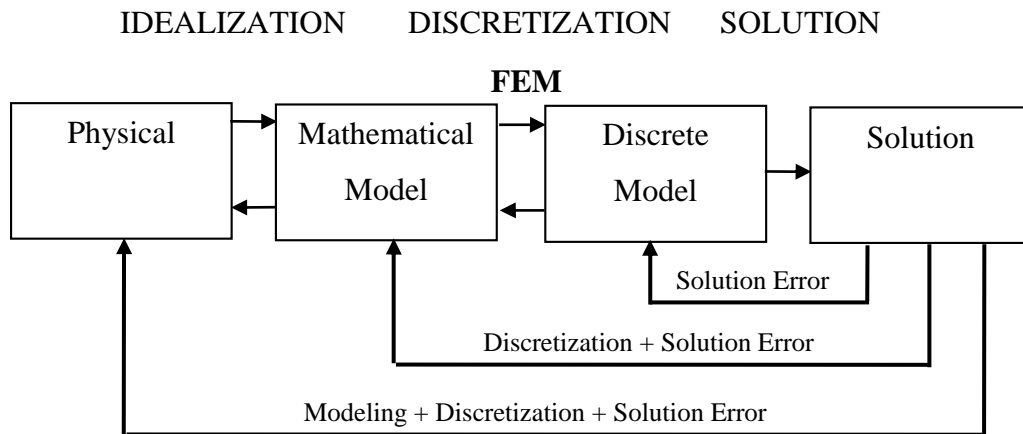 IDEALIZATION DISCRETIZATION SOLUTION
FEM
Physical
Mathematical
Model
Discrete
Model
Solution
Solution Error
Discretization + Solution Error
Modeling + Discretization + Solution Error